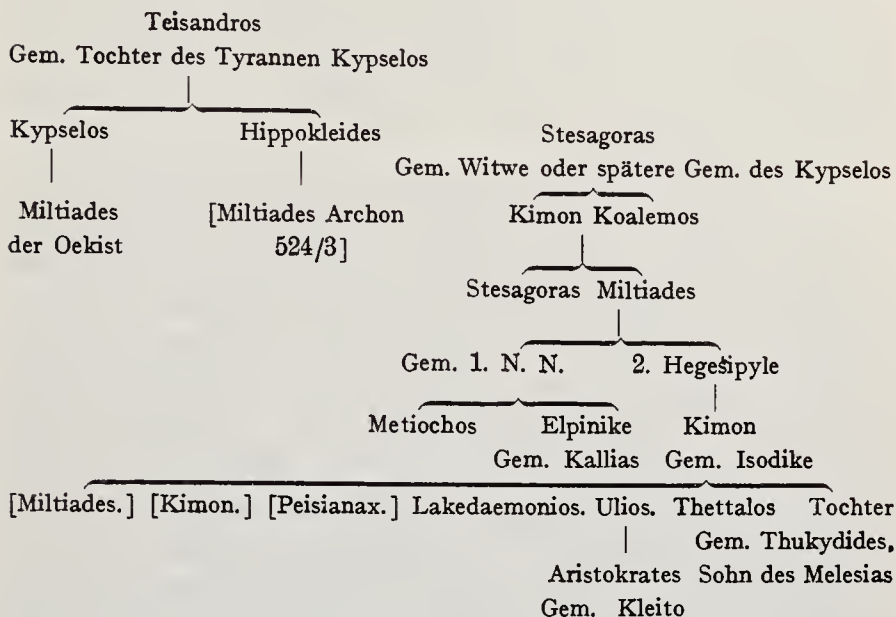 Teisandros
Gem. Tochter des Tyrannen Kypselos
Kypselos Hippokleides Stesagoras
Gem. Witwe oder spätere Gem. des Kypselos
Miltiades [Miltiades Archon Kimon Koalemos
der Oekist 524/3]
Stesagoras Miltiades
Gem. 1. N. N. 2. Hegesipyle
Metiochos Elpinike Kimon
Gem. Kallias Gem. Isodike
[Miltiades.] [Kimon.] [Peisianax.] Lakedaemonios. Ulios. Thettalos Tochter
Gem. Thukydides,
Aristokrates Sohn des Melesias
Gem. Kleito